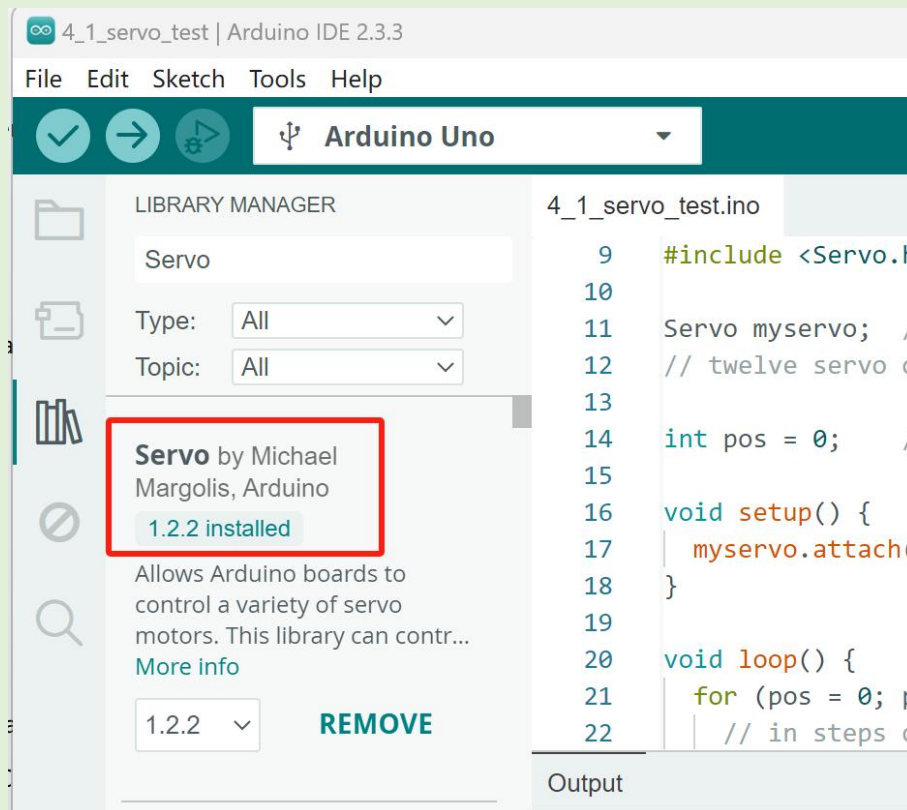 4_1_servo_test | Arduino IDE 2.3.3
File Edit Sketch Tools Help
Arduino Uno
LIBRARY MANAGER
Servo
Type: All
Topic: All
Servo by Michael
Margolis, Arduino
1.2.2 installed
Allows Arduino boards to
control a variety of servo
motors. This library can contr...
More info
1.2.2 REMOVE
4_1_servo_test.ino
9 #include <Servo.
10
11 Servo myservo; /
12 // twelve servo
13
14 int pos = 0; /
15
16 void setup() {
17 myservo.attach(
18 }
19
20 void loop() {
21 for (pos = 0;
22 // in steps
Output